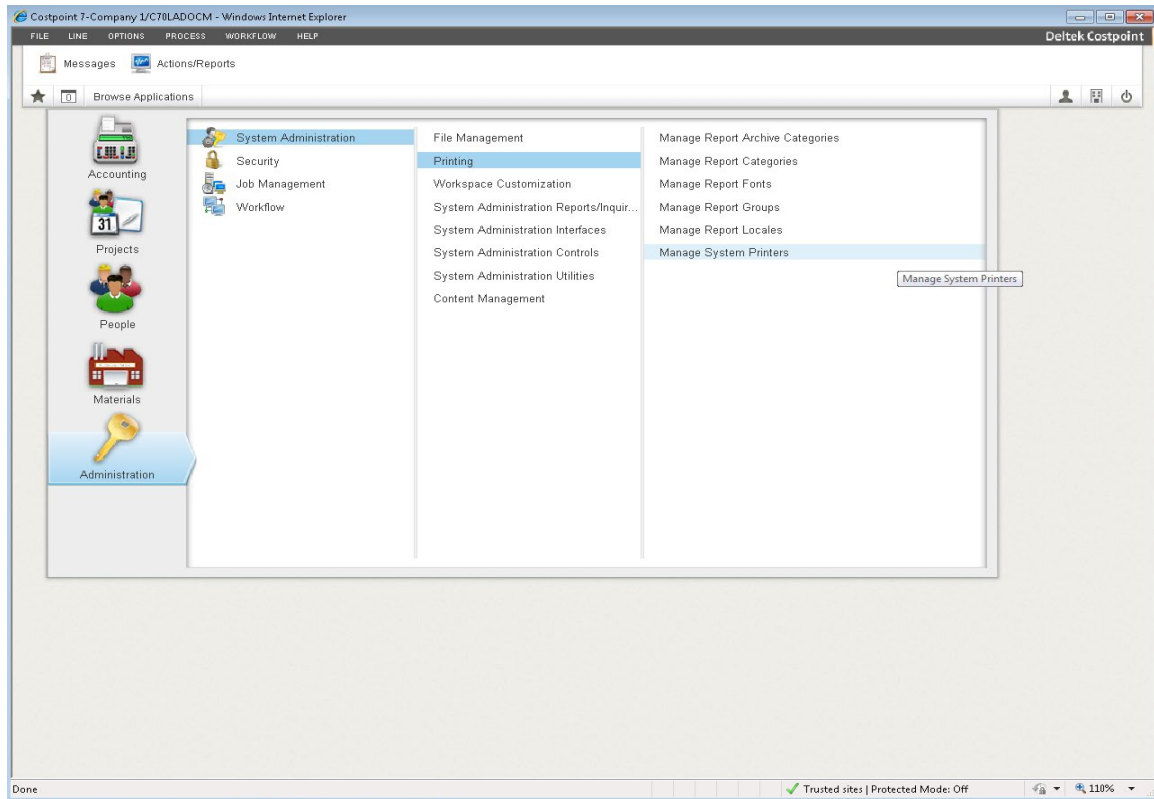 Costpoint 7-Company 1/C70LADOCM - Windows Internet Explorer
FILE LINE OPTIONS PROCESS WORKFLOW HELP
Deltek Costpoint
Messages Actions/Reports
0 Browse Applications
Accounting
31
Projects
People
Materials
Administration
System Administration
Security
Job Management
Workflow
File Management
Printing
Workspace Customization
System Administration Reports/Inquir...
System Administration Interfaces
System Administration Controls
System Administration Utilities
Content Management
Manage Report Archive Categories
Manage Report Categories
Manage Report Fonts
Manage Report Groups
Manage Report Locales
Manage System Printers
Manage System Printers
Done
Trusted sites | Protected Mode: Off
110%